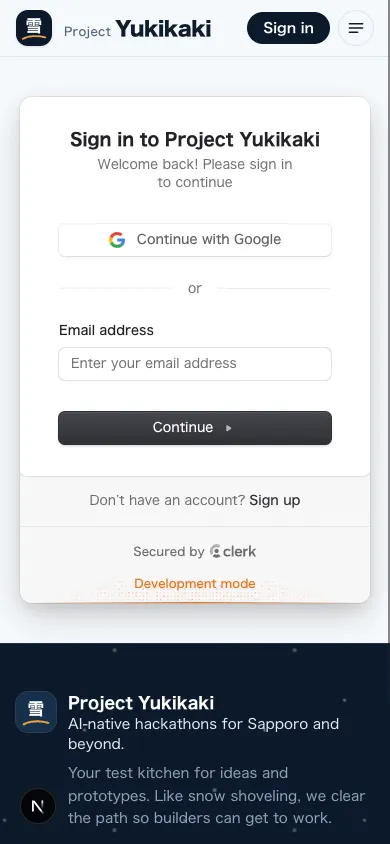 雪
Project Yukikaki
Sign in
Sign in to Project Yukikaki
Welcome back! Please sign in
to continue
Continue with Google
or
Email address
Enter your email address
Continue
Don't have an account? Sign up
Secured by clerk
Development mode
雪
Project Yukikaki
AI-native hackathons for Sapporo and
beyond.
Your test kitchen for ideas and
prototypes. Like snow shoveling, we clear
the path so builders can get to work.
N